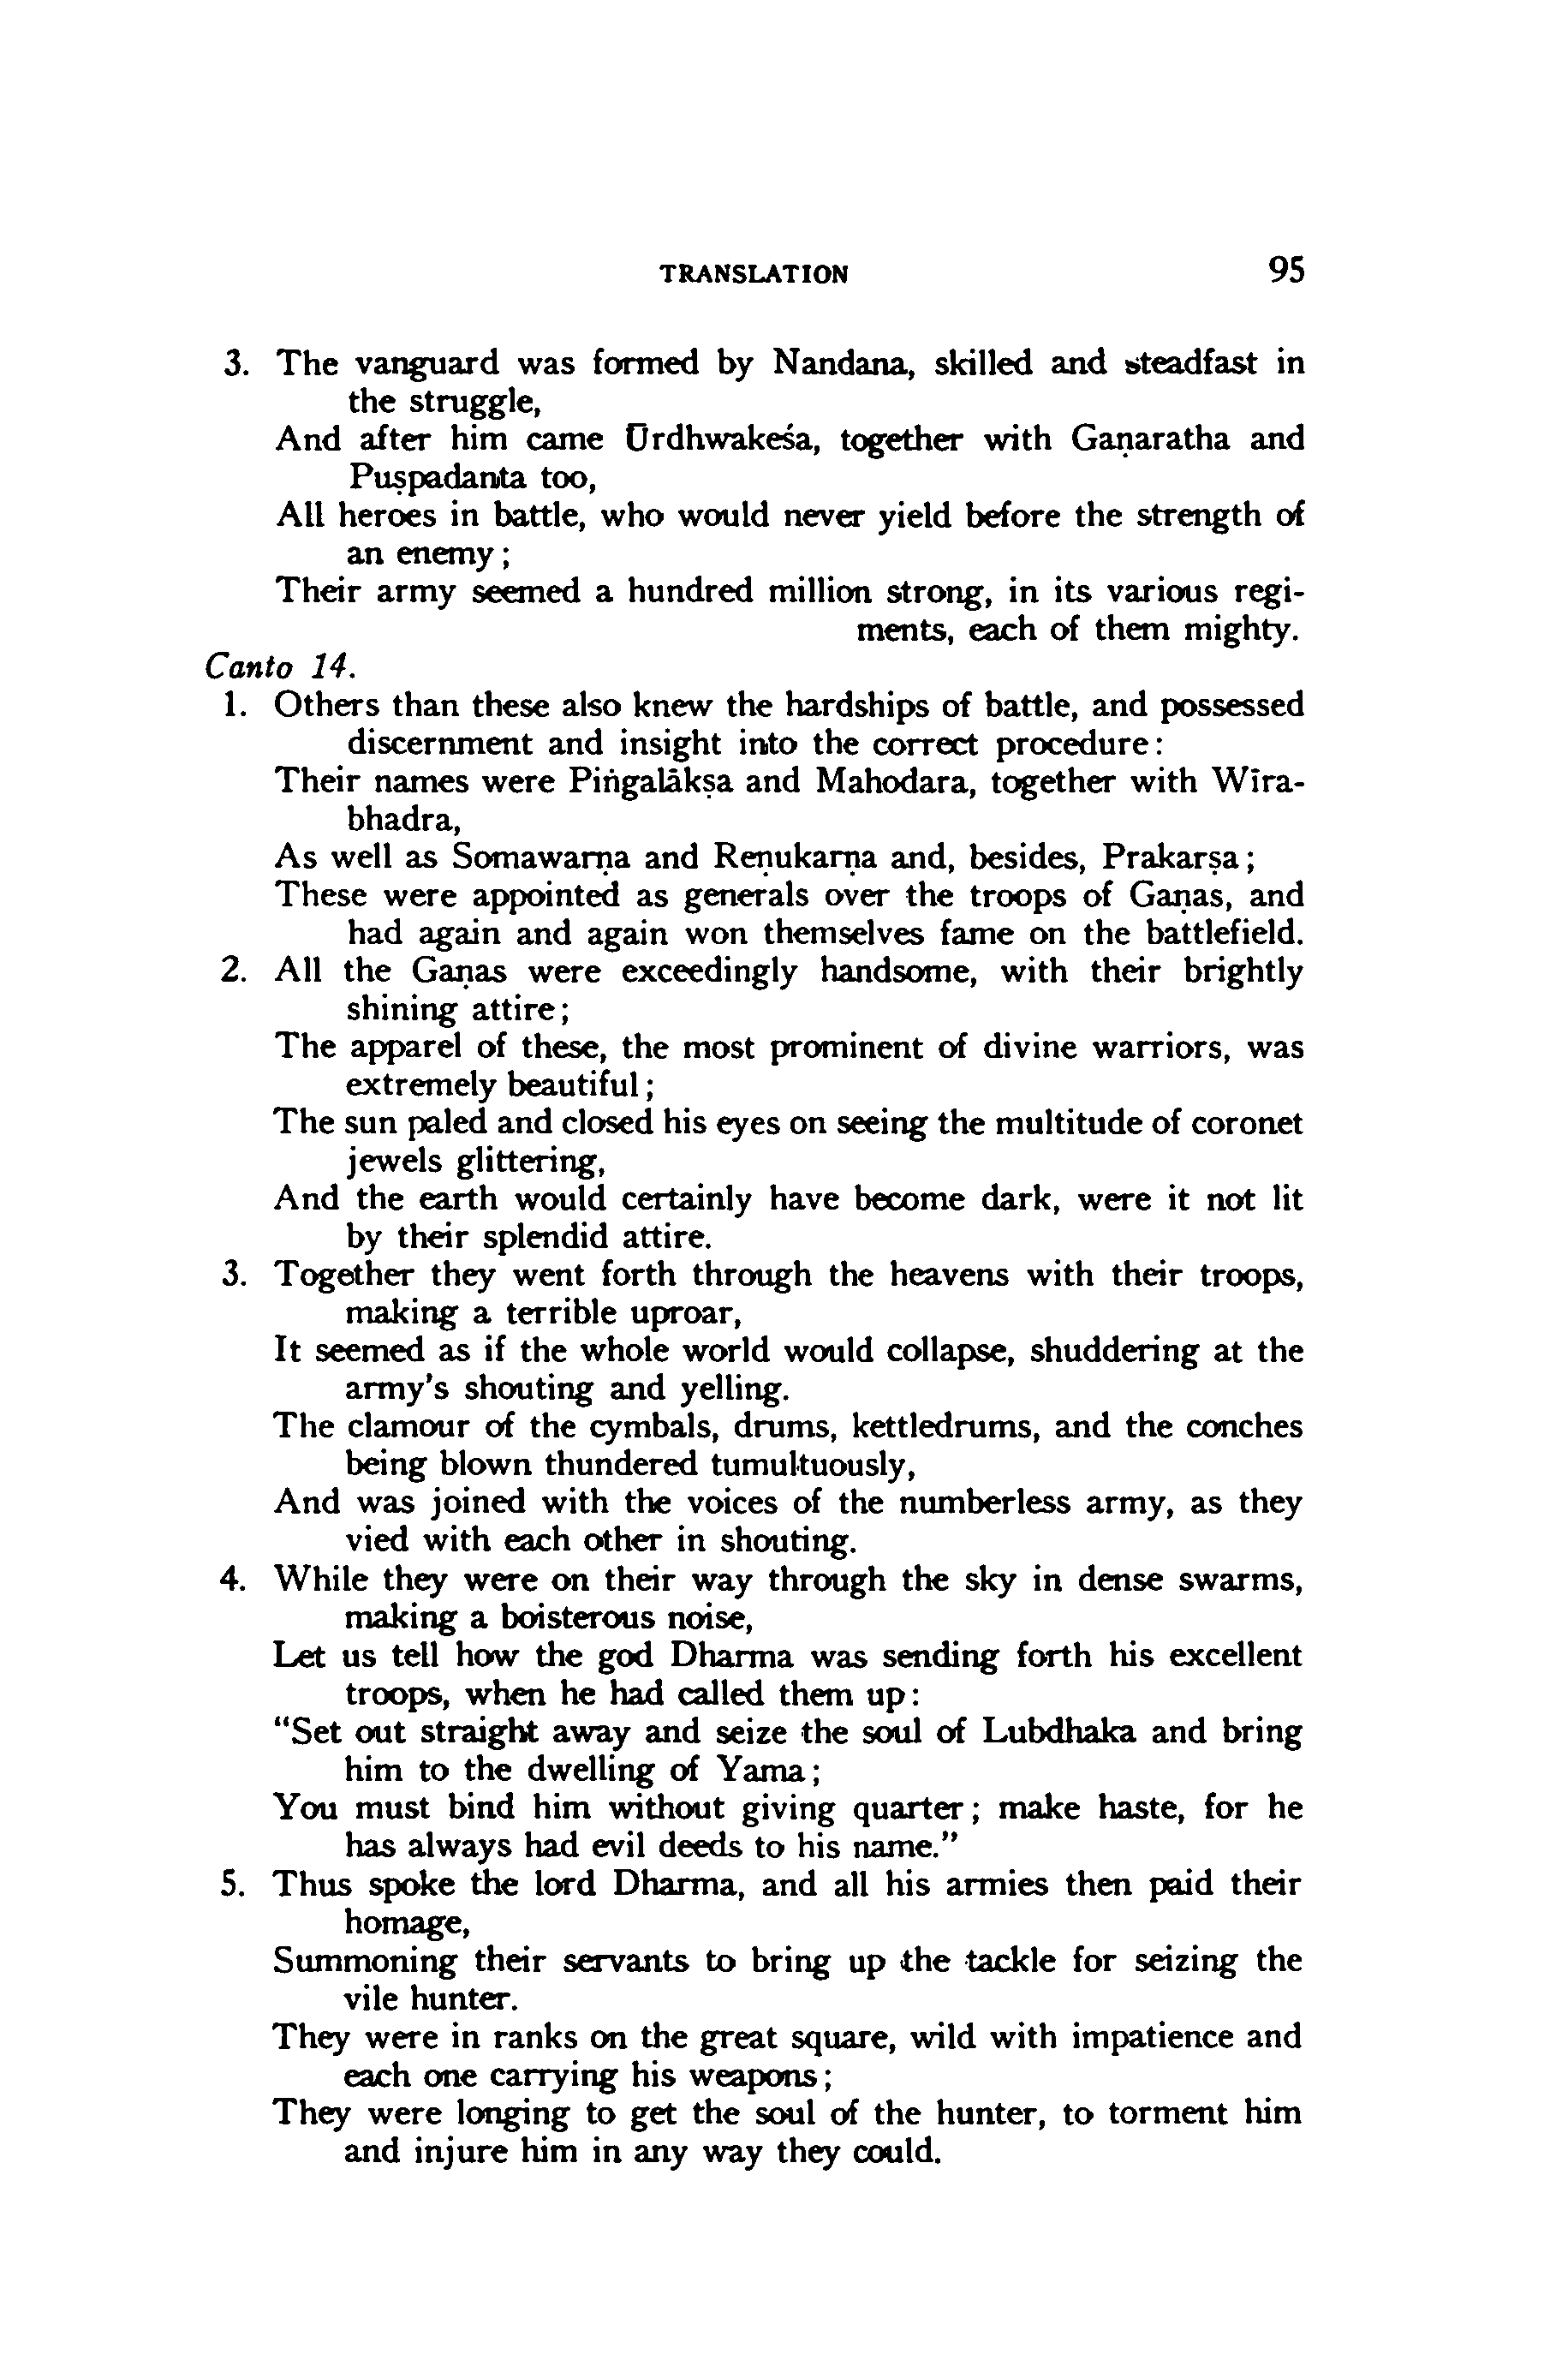 TRANSLATION 95
3. The vanguard was formed by Nandana, skilled and steadfast in
the struggle,
And after him came Ūrdhwakeśa, together with Gaṇaratha and
Puṣpadanta too,
All heroes in battle, who would never yield before the strength of
an enemy;
Their army seemed a hundred million strong, in its various regi-
ments, each of them mighty.
Canto 14.
1. Others than these also knew the hardships of battle, and possessed
discernment and insight into the correct procedure:
Their names were Piṅgalâkṣa and Mahodara, together with Wīra-
bhadra,
As well as Somawarṇa and Reṇukarṇa and, besides, Prakarṣa;
These were appointed as generals over the troops of Gaṇas, and
had again and again won themselves fame on the battlefield.
2. All the Gaṇas were exceedingly handsome, with their brightly
shining attire;
The apparel of these, the most prominent of divine warriors, was
extremely beautiful;
The sun paled and closed his eyes on seeing the multitude of coronet
jewels glittering,
And the earth would certainly have become dark, were it not lit
by their splendid attire.
3. Together they went forth through the heavens with their troops,
making a terrible uproar,
It seemed as if the whole world would collapse, shuddering at the
army's shouting and yelling.
The clamour of the cymbals, drums, kettledrums, and the conches
being blown thundered tumultuously,
And was joined with the voices of the numberless army, as they
vied with each other in shouting.
4. While they were on their way through the sky in dense swarms,
making a boisterous noise,
Let us tell how the god Dharma was sending forth his excellent
troops, when he had called them up:
"Set out straight away and seize the soul of Lubdhaka and bring
him to the dwelling of Yama;
You must bind him without giving quarter; make haste, for he
has always had evil deeds to his name."
5. Thus spoke the lord Dharma, and all his armies then paid their
homage,
Summoning their servants to bring up the tackle for seizing the
vile hunter.
They were in ranks on the great square, wild with impatience and
each one carrying his weapons;
They were longing to get the soul of the hunter, to torment him
and injure him in any way they could.